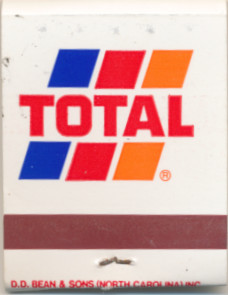 TOTAL
®
D.D. BEAN & SONS (NORTH CAROLINA) INC.